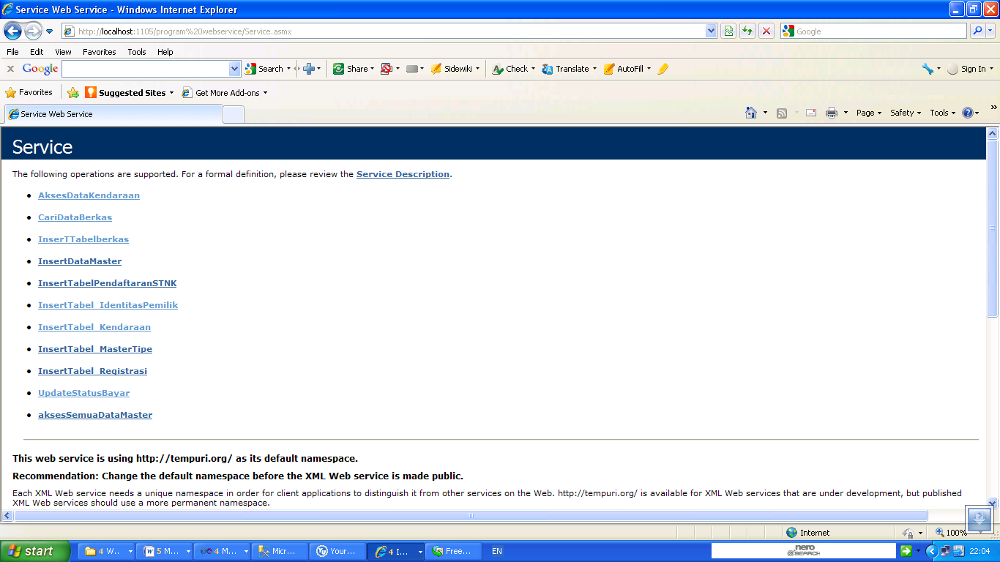 Service Web Service - Windows Internet Explorer
http://localhost:1105/program%20webservice/Service.asmx
Google
File Edit View Favorites Tools Help
x Google Search Share Sidewiki Check Translate AutoFill Sign In
Favorites Suggested Sites Get More Add-ons
Service Web Service Page Safety Tools »
Service
The following operations are supported. For a formal definition, please review the Service Description.
• AksesDataKendaraan
• CariDataBerkas
• InserTTabelberkas
• InsertDataMaster
• InsertTabelPendaftaranSTNK
• InsertTabel_IdentitasPemilik
• InsertTabel_Kendaraan
• InsertTabel_MasterTipe
• InsertTabel_Registrasi
• UpdateStatusBayar
• aksesSemuaDataMaster
This web service is using http://tempuri.org/ as its default namespace.
Recommendation: Change the default namespace before the XML Web service is made public.
Each XML Web service needs a unique namespace in order for client applications to distinguish it from other services on the Web. http://tempuri.org/ is available for XML Web services that are under development, but published
XML Web services should use a more permanent namespace.
Internet 100%
start 4 W... 5 M... 4 M... Micr... Your... 4 I... Free... EN nero SEARCH 22:04